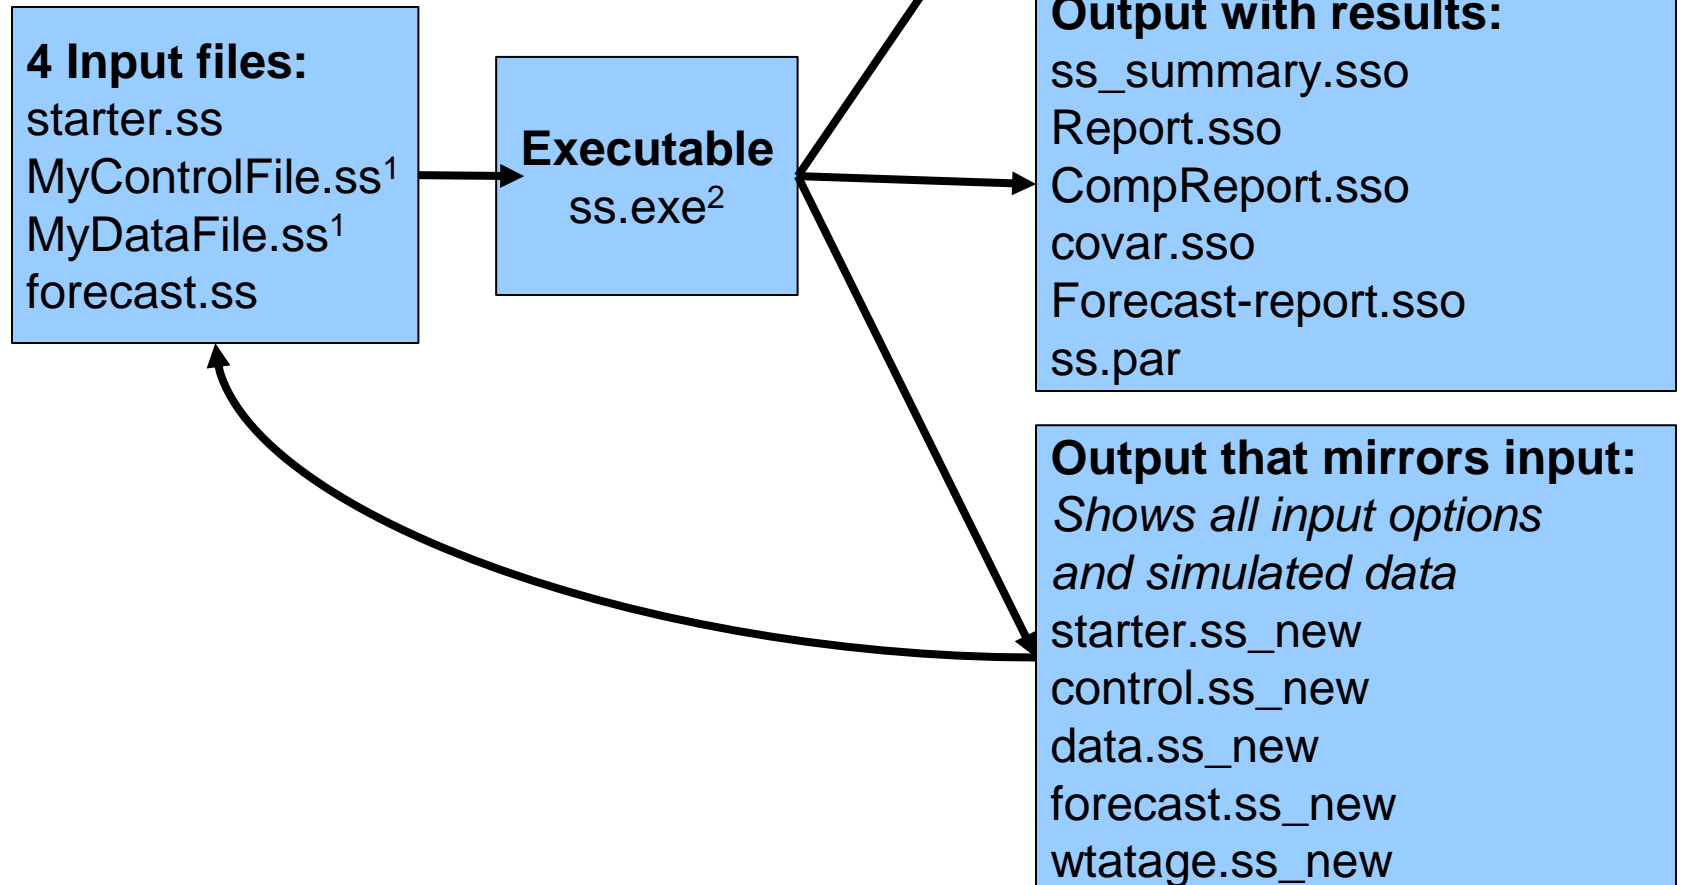 4 Input files:
starter.ss
MyControlFile.ss¹
MyDataFile.ss¹
forecast.ss
Executable
ss.exe²
Output with results:
ss_summary.sso
Report.sso
CompReport.sso
covar.sso
Forecast-report.sso
ss.par
Output that mirrors input:
Shows all input options
and simulated data
starter.ss_new
control.ss_new
data.ss_new
forecast.ss_new
wtatage.ss_new